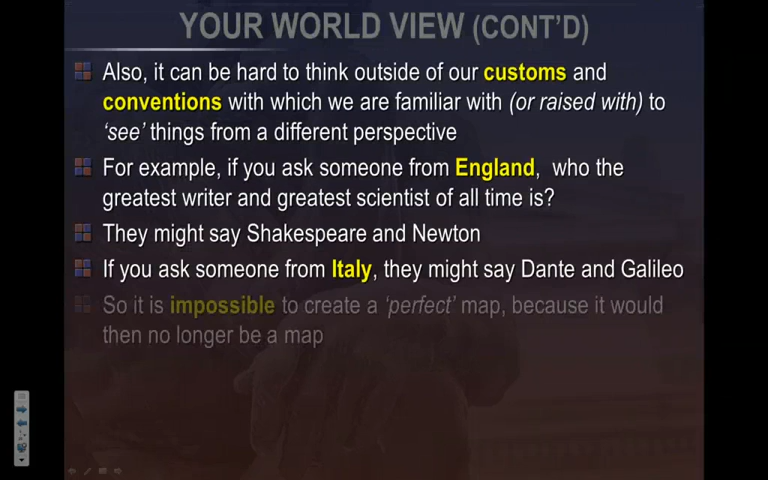 YOUR WORLD VIEW (CONT'D)
Also, it can be hard to think outside of our customs and
conventions with which we are familiar with (or raised with) to
‘see’ things from a different perspective
For example, if you ask someone from England, who the
greatest writer and greatest scientist of all time is?
They might say Shakespeare and Newton
If you ask someone from Italy, they might say Dante and Galileo
So it is impossible to create a ‘perfect’ map, because it would
then no longer be a map